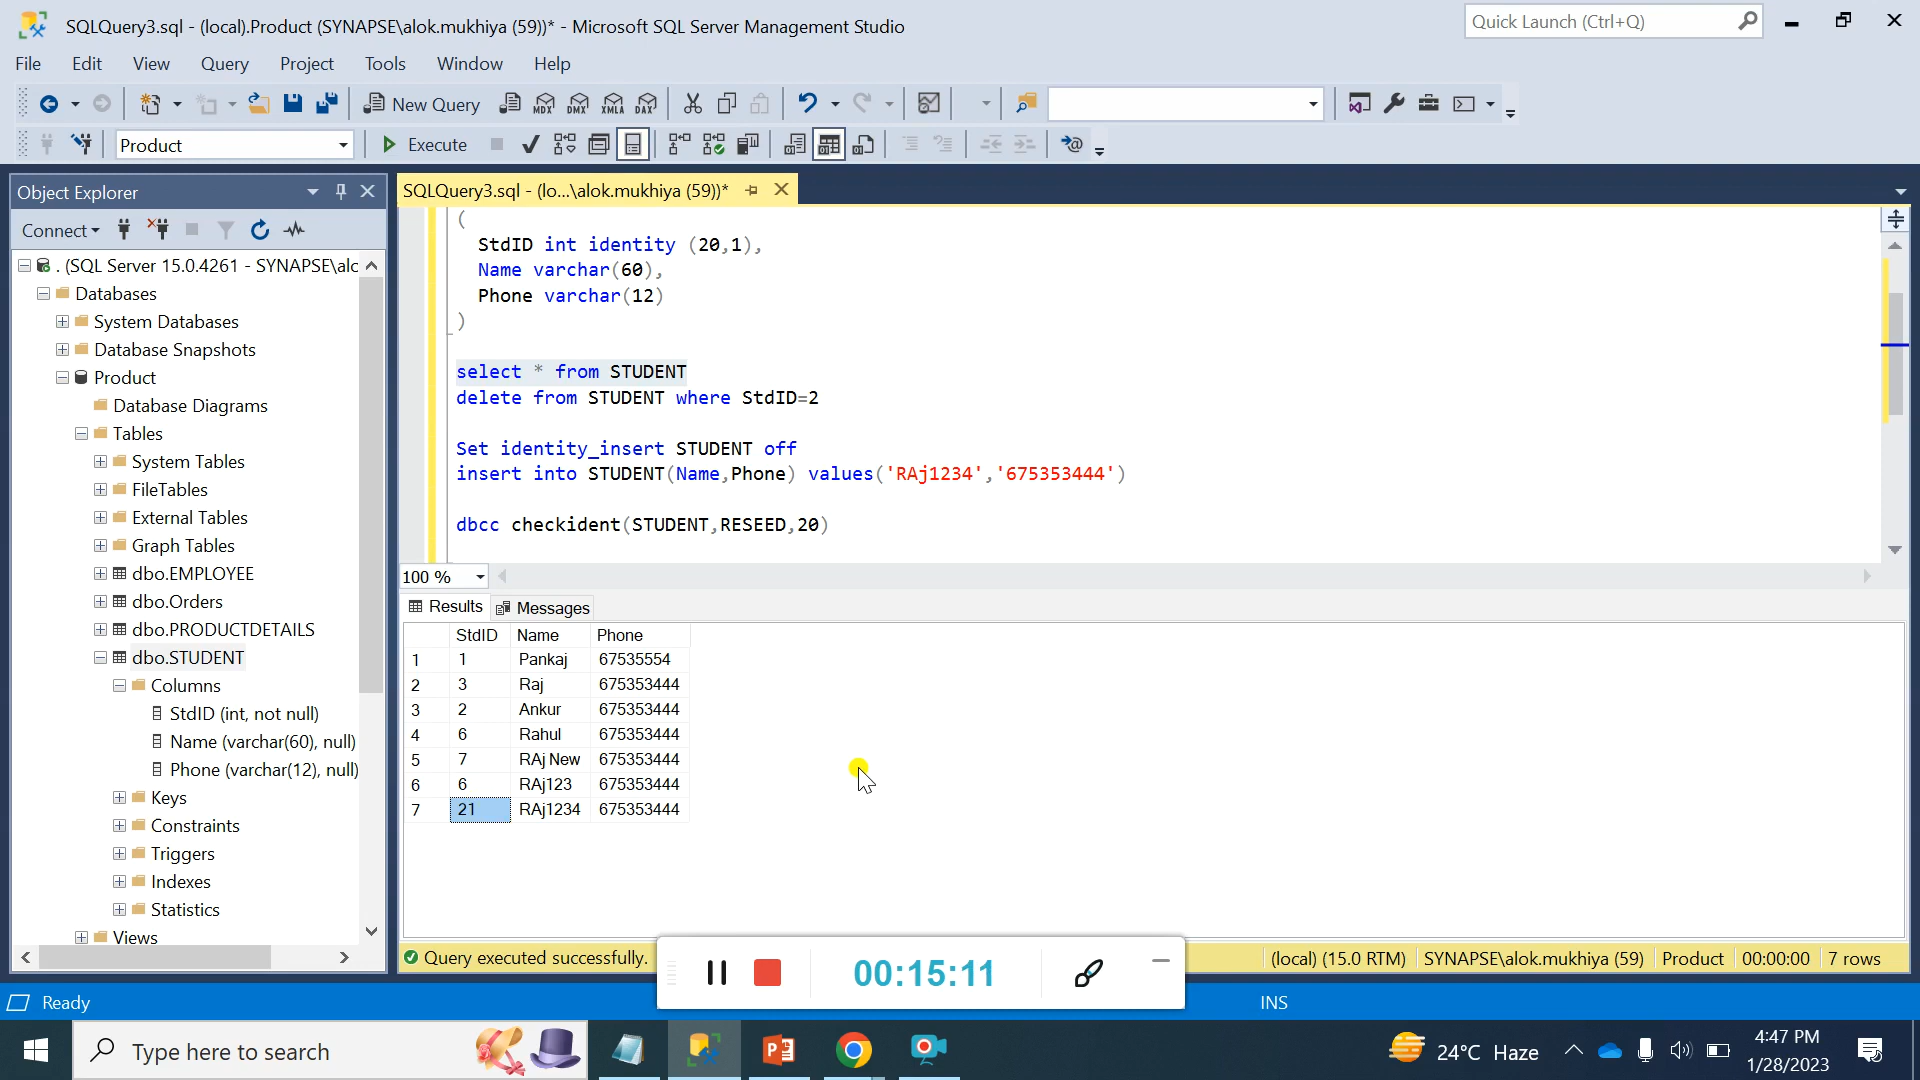 SQLQuery3.sql - (local).Product (SYNAPSE\alok.mukhiya (59))* - Microsoft SQL Server Management Studio
Quick Launch (Ctrl+Q)
File Edit View Query Project Tools Window Help
New Query MDX DMX XMLA DAX
Product Execute
Object Explorer
Connect
. (SQL Server 15.0.4261 - SYNAPSE\alc
Databases
System Databases
Database Snapshots
Product
Database Diagrams
Tables
System Tables
FileTables
External Tables
Graph Tables
dbo.EMPLOYEE
dbo.Orders
dbo.PRODUCTDETAILS
dbo.STUDENT
Columns
StdID (int, not null)
Name (varchar(60), null)
Phone (varchar(12), null)
Keys
Constraints
Triggers
Indexes
Statistics
Views
SQLQuery3.sql - (lo...\alok.mukhiya (59))*
(
StdID int identity (20,1),
Name varchar(60),
Phone varchar(12)
)
select * from STUDENT
delete from STUDENT where StdID=2
Set identity_insert STUDENT off
insert into STUDENT(Name,Phone) values('RAj1234','675353444')
dbcc checkident(STUDENT,RESEED,20)
100 %
Results Messages
StdID Name Phone
1 1 Pankaj 67535554
2 3 Raj 675353444
3 2 Ankur 675353444
4 6 Rahul 675353444
5 7 RAj New 675353444
6 6 RAj123 675353444
7 21 RAj1234 675353444
Query executed successfully.
(local) (15.0 RTM) SYNAPSE\alok.mukhiya (59) Product 00:00:00 7 rows
00:15:11
Ready
INS
Type here to search
24°C Haze
4:47 PM
1/28/2023